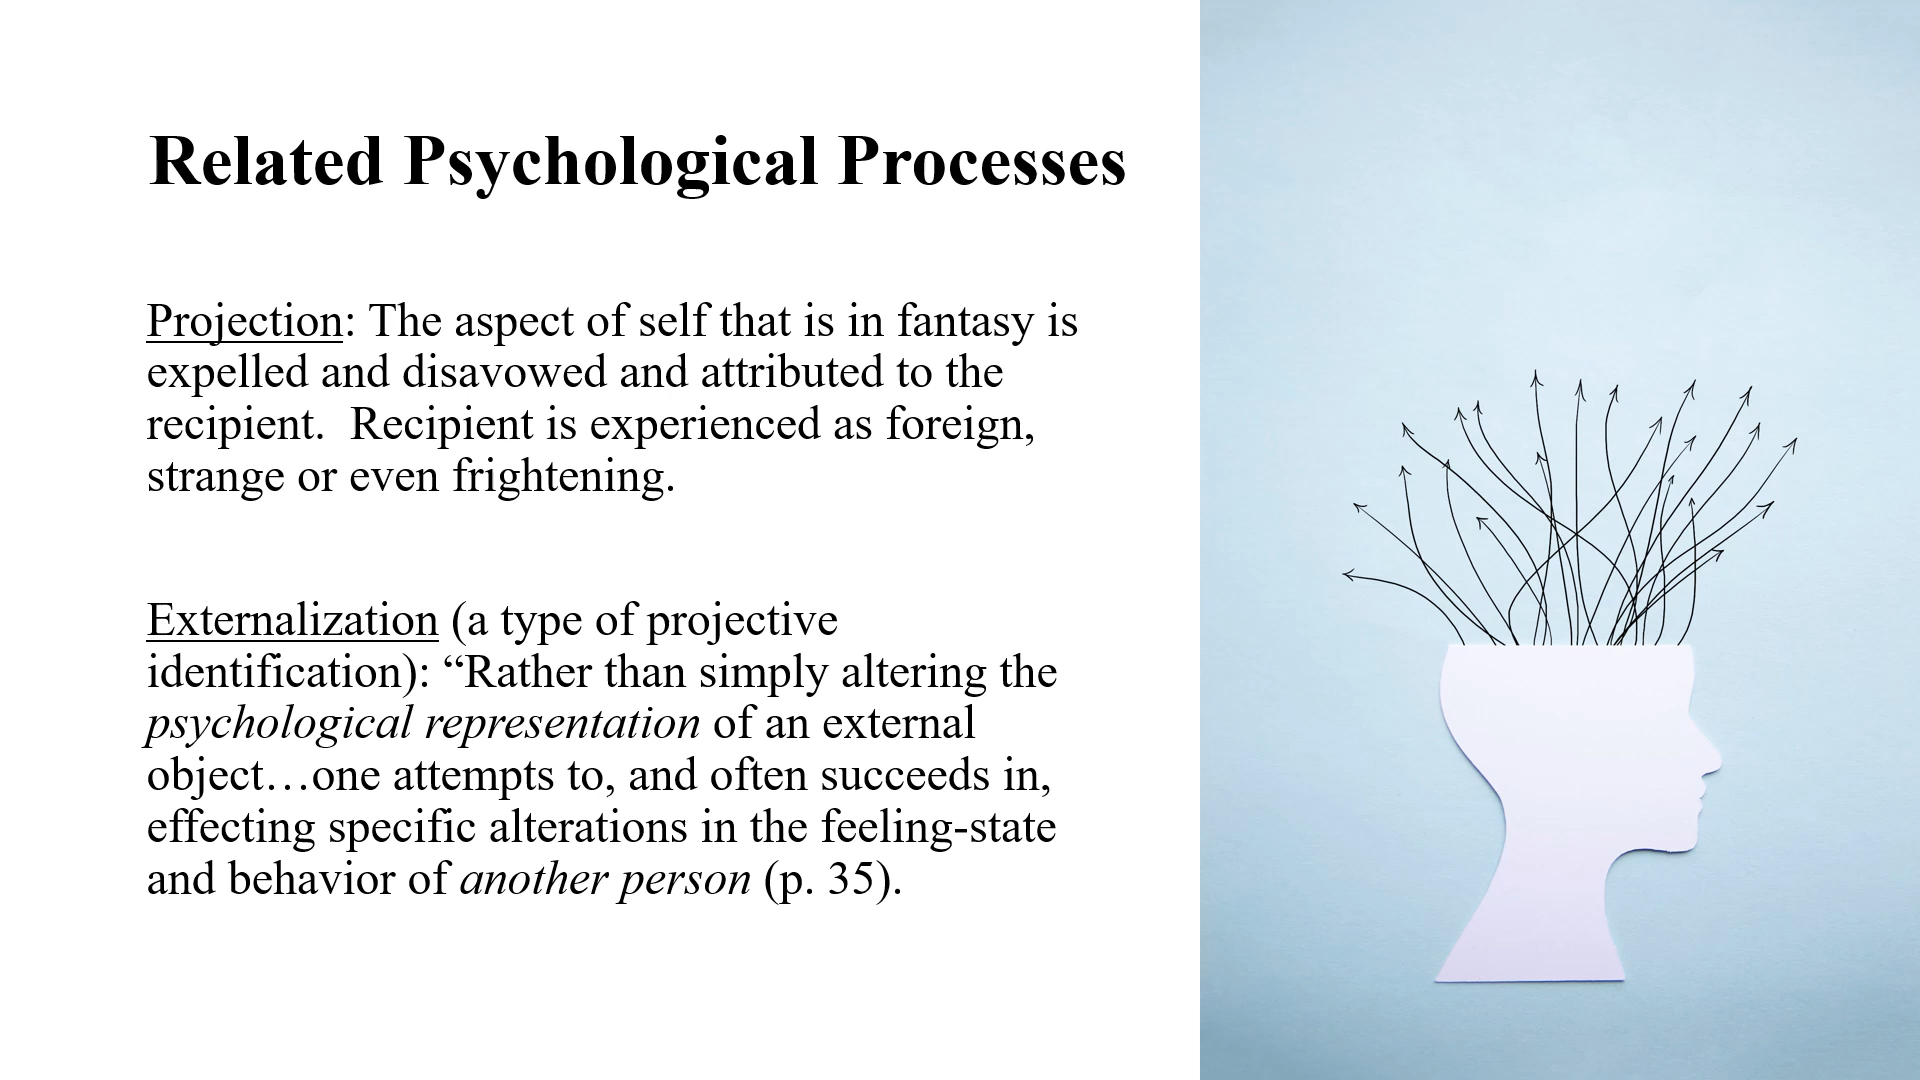 Related Psychological Processes
Projection: The aspect of self that is in fantasy is
expelled and disavowed and attributed to the
recipient.  Recipient is experienced as foreign,
strange or even frightening.
Externalization (a type of projective
identification): “Rather than simply altering the
psychological representation of an external
object…one attempts to, and often succeeds in,
effecting specific alterations in the feeling-state
and behavior of another person (p. 35).